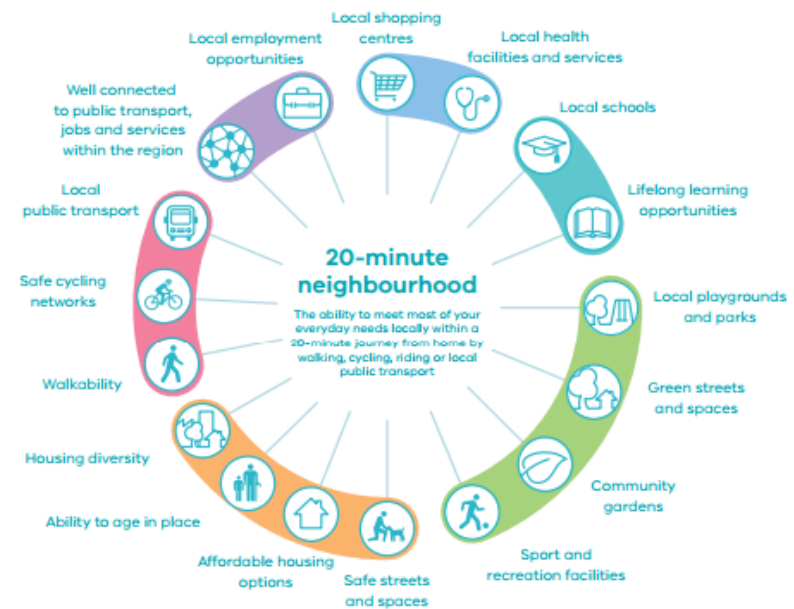 Local shopping
centres
Local health
facilities and services
Local schools
Lifelong learning
opportunities
Local playgrounds
and parks
Green streets
and spaces
Community
gardens
Sport and
recreation facilities
Safe streets
and spaces
Affordable housing
options
Ability to age in place
Housing diversity
Walkability
Safe cycling
networks
Local
public transport
Well connected
to public transport,
jobs and services
within the region
Local employment
opportunities
20-minute
neighbourhood
The ability to meet most of your
everyday needs locally within a
20-minute journey from home by
walking, cycling, riding or local
public transport